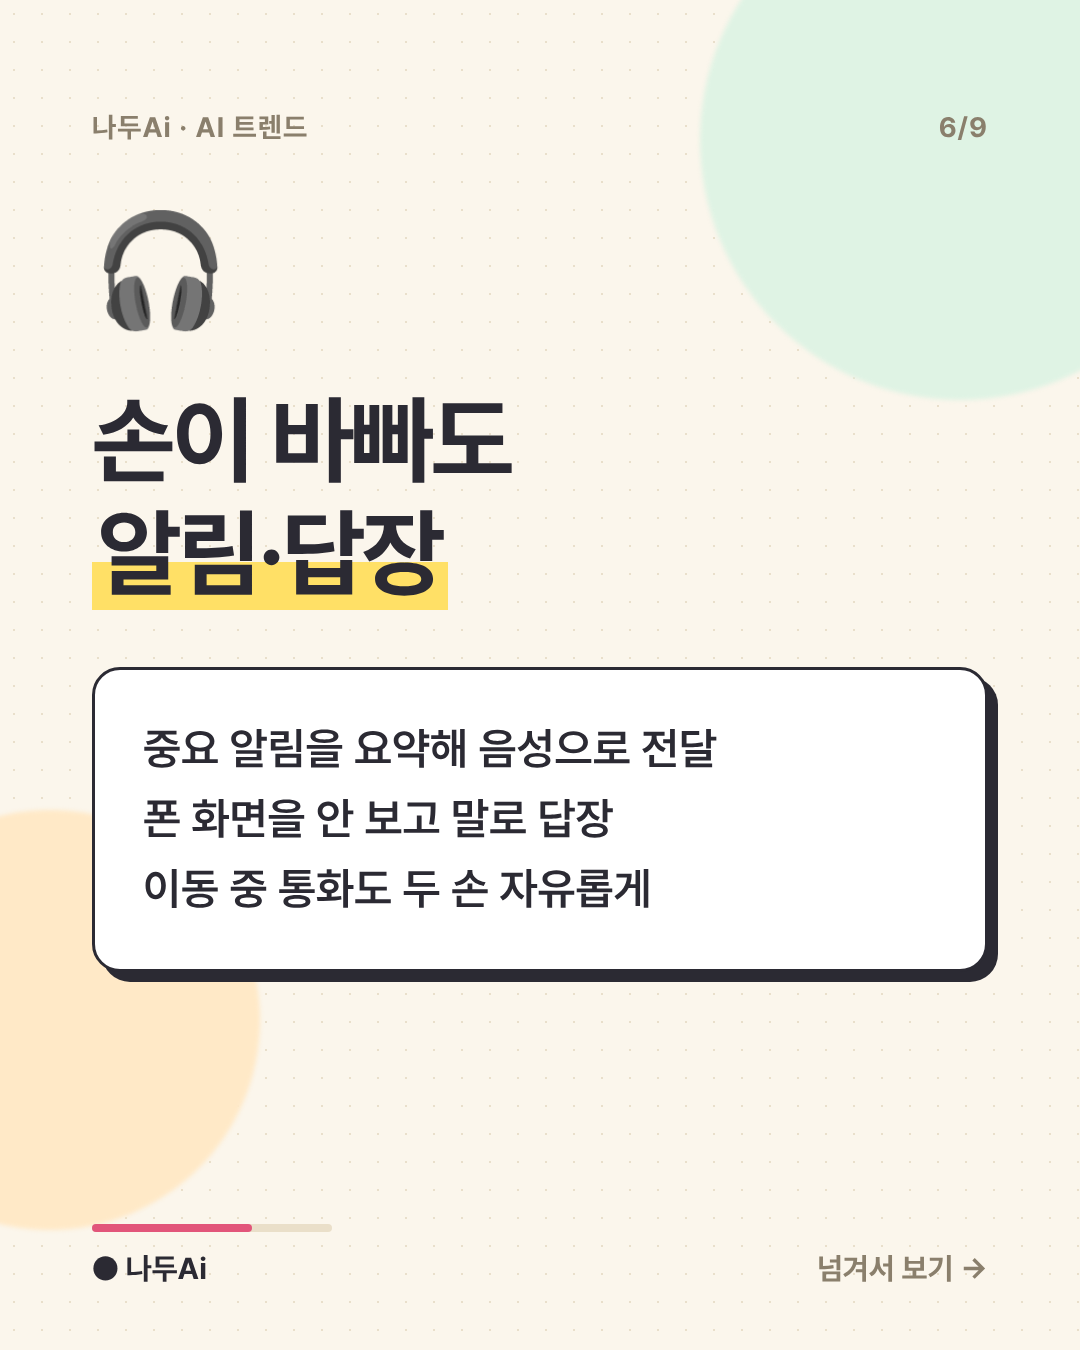 나두Ai · AI 트렌드
6/9
손이 바빠도
알림·답장
중요 알림을 요약해 음성으로 전달
폰 화면을 안 보고 말로 답장
이동 중 통화도 두 손 자유롭게
나두Ai
넘겨서 보기 →